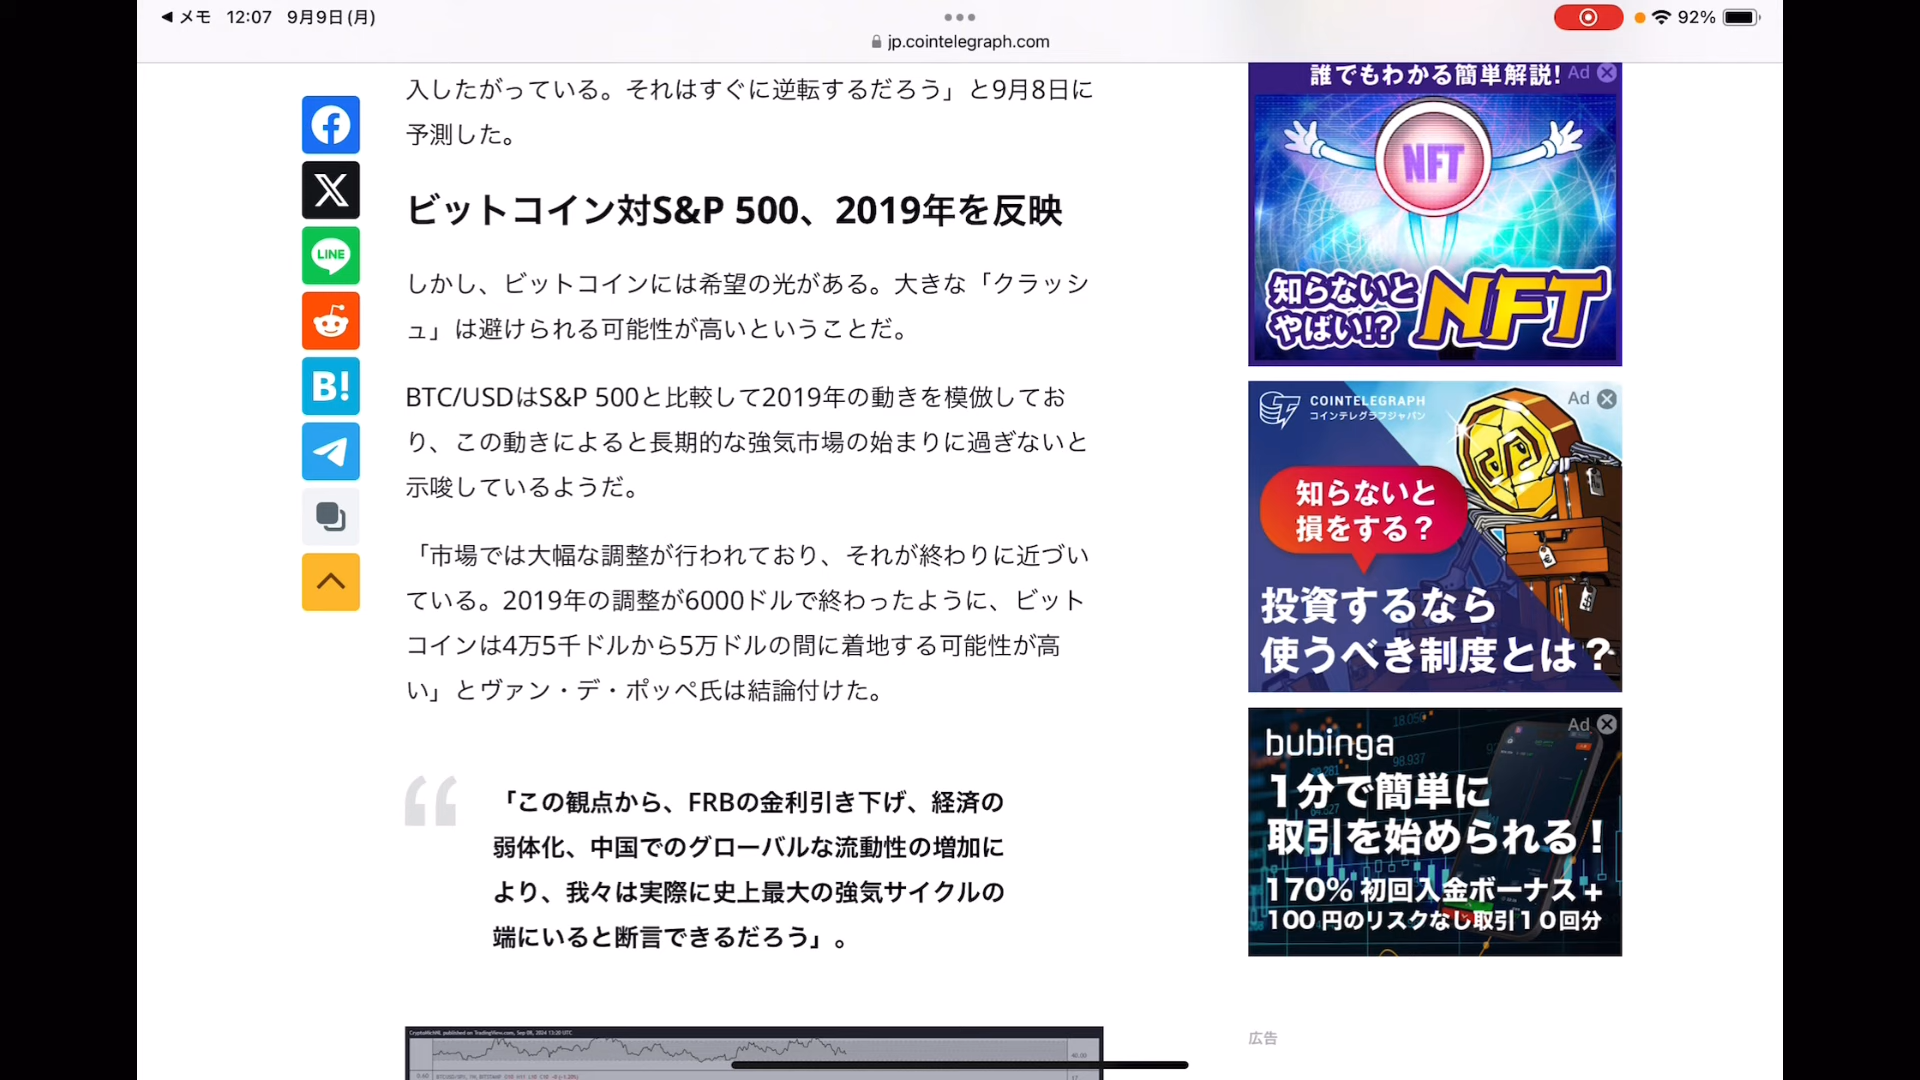 メモ 12:07 9月9日(月)
92%
jp.cointelegraph.com
入したがっている。それはすぐに逆転するだろう」と9月8日に
予測した。
ビットコイン対S&P 500、2019年を反映
しかし、ビットコインには希望の光がある。大きな「クラッシ
ュ」は避けられる可能性が高いということだ。
BTC/USDはS&P 500と比較して2019年の動きを模倣してお
り、この動きによると長期的な強気市場の始まりに過ぎないと
示唆しているようだ。
「市場では大幅な調整が行われており、それが終わりに近づい
ている。2019年の調整が6000ドルで終わったように、ビット
コインは4万5千ドルから5万ドルの間に着地する可能性が高
い」とヴァン・デ・ポッペ氏は結論付けた。
「この観点から、FRBの金利引き下げ、経済の
弱体化、中国でのグローバルな流動性の増加に
より、我々は実際に史上最大の強気サイクルの
端にいると断言できるだろう」。
CryptoMichNL published on TradingView.com, Sep 08, 2024 13:20 UTC
40.00
0.60
LINE
B!
誰でもわかる簡単解説!
Ad
NFT
知らないと
やばい!?
NFT
COINTELEGRAPH
コインテレグラフジャパン
Ad
知らないと
損をする?
投資するなら
使うべき制度とは?
Ad
bubinga
18.050
98.937
1分で簡単に
取引を始められる!
170% 初回入金ボーナス+
100円のリスクなし取引10回分
広告